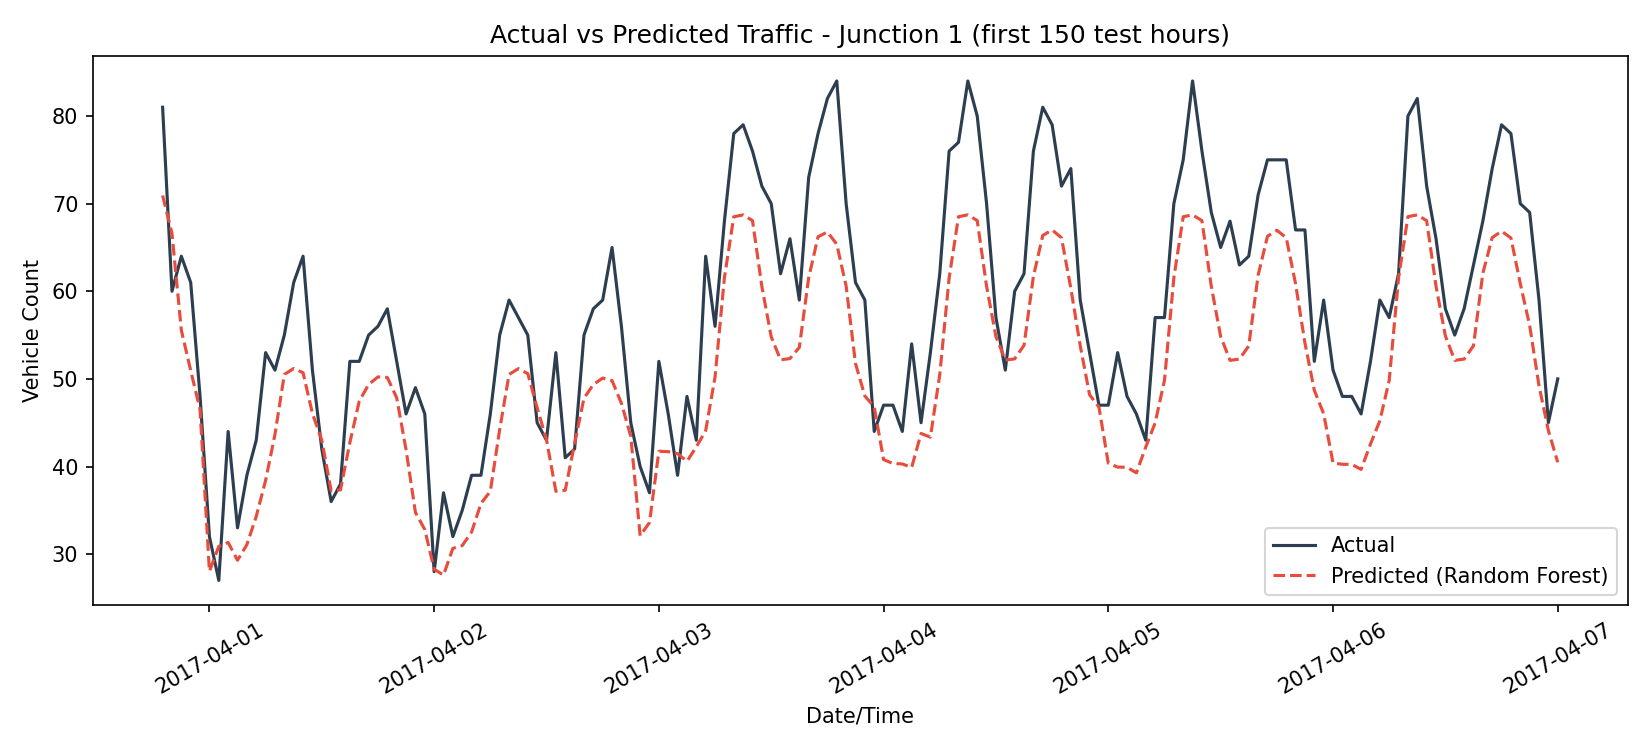 Actual vs Predicted Traffic - Junction 1 (first 150 test hours)
Vehicle Count
80
70
60
50
40
30
Actual
Predicted (Random Forest)
2017-04-01
2017-04-02
2017-04-03
2017-04-04
2017-04-05
2017-04-06
2017-04-07
Date/Time